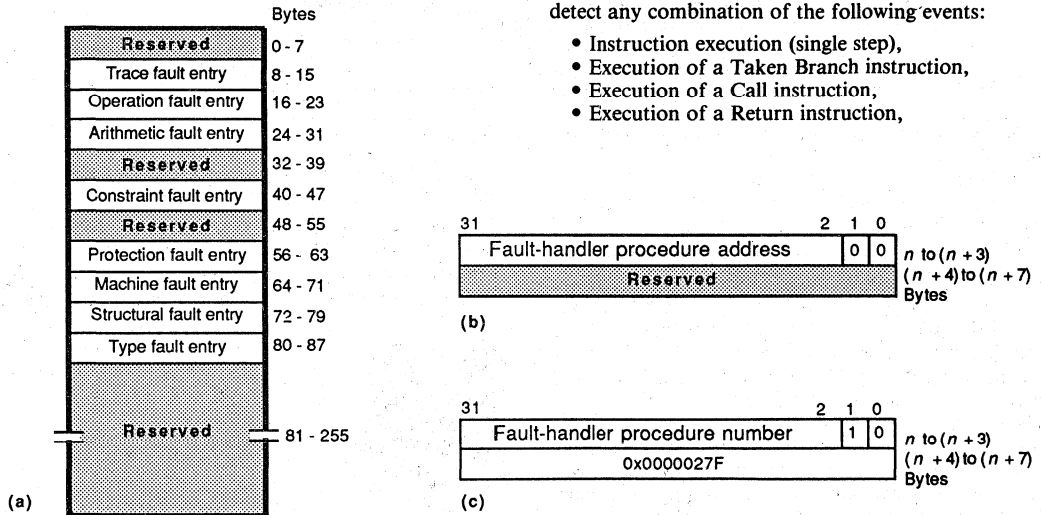 Bytes
Reserved 0 - 7
Trace fault entry 8 - 15
Operation fault entry 16 - 23
Arithmetic fault entry 24 - 31
Reserved 32 - 39
Constraint fault entry 40 - 47
Reserved 48 - 55
Protection fault entry 56 - 63
Machine fault entry 64 - 71
Structural fault entry 72 - 79
Type fault entry 80 - 87
Reserved 81 - 255
(a)
detect any combination of the following events:
• Instruction execution (single step),
• Execution of a Taken Branch instruction,
• Execution of a Call instruction,
• Execution of a Return instruction,
31 2 1 0
Fault-handler procedure address 0 0 n to (n + 3)
Reserved (n + 4) to (n + 7)
Bytes
(b)
31 2 1 0
Fault-handler procedure number 1 0 n to (n + 3)
0x0000027F (n + 4) to (n + 7)
Bytes
(c)